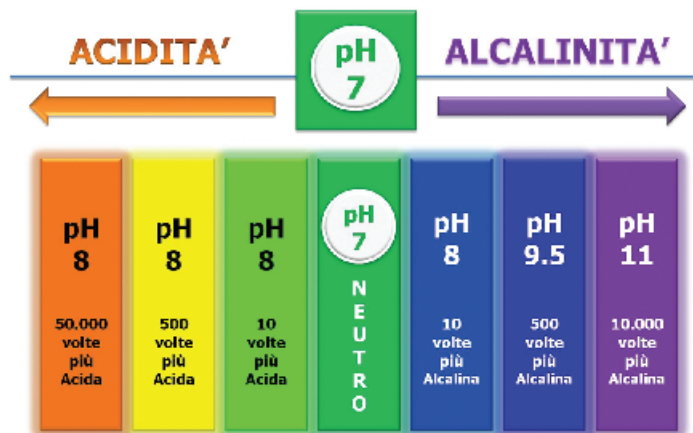 ACIDITA’
pH
7
ALCALINITA’
pH
8
50.000
volte
più
Acida
pH
8
500
volte
più
Acida
pH
8
10
volte
più
Acida
pH
7
N
E
U
T
R
O
pH
8
10
volte
più
Alcalina
pH
9.5
500
volte
più
Alcalina
pH
11
10.000
volte
più
Alcalina